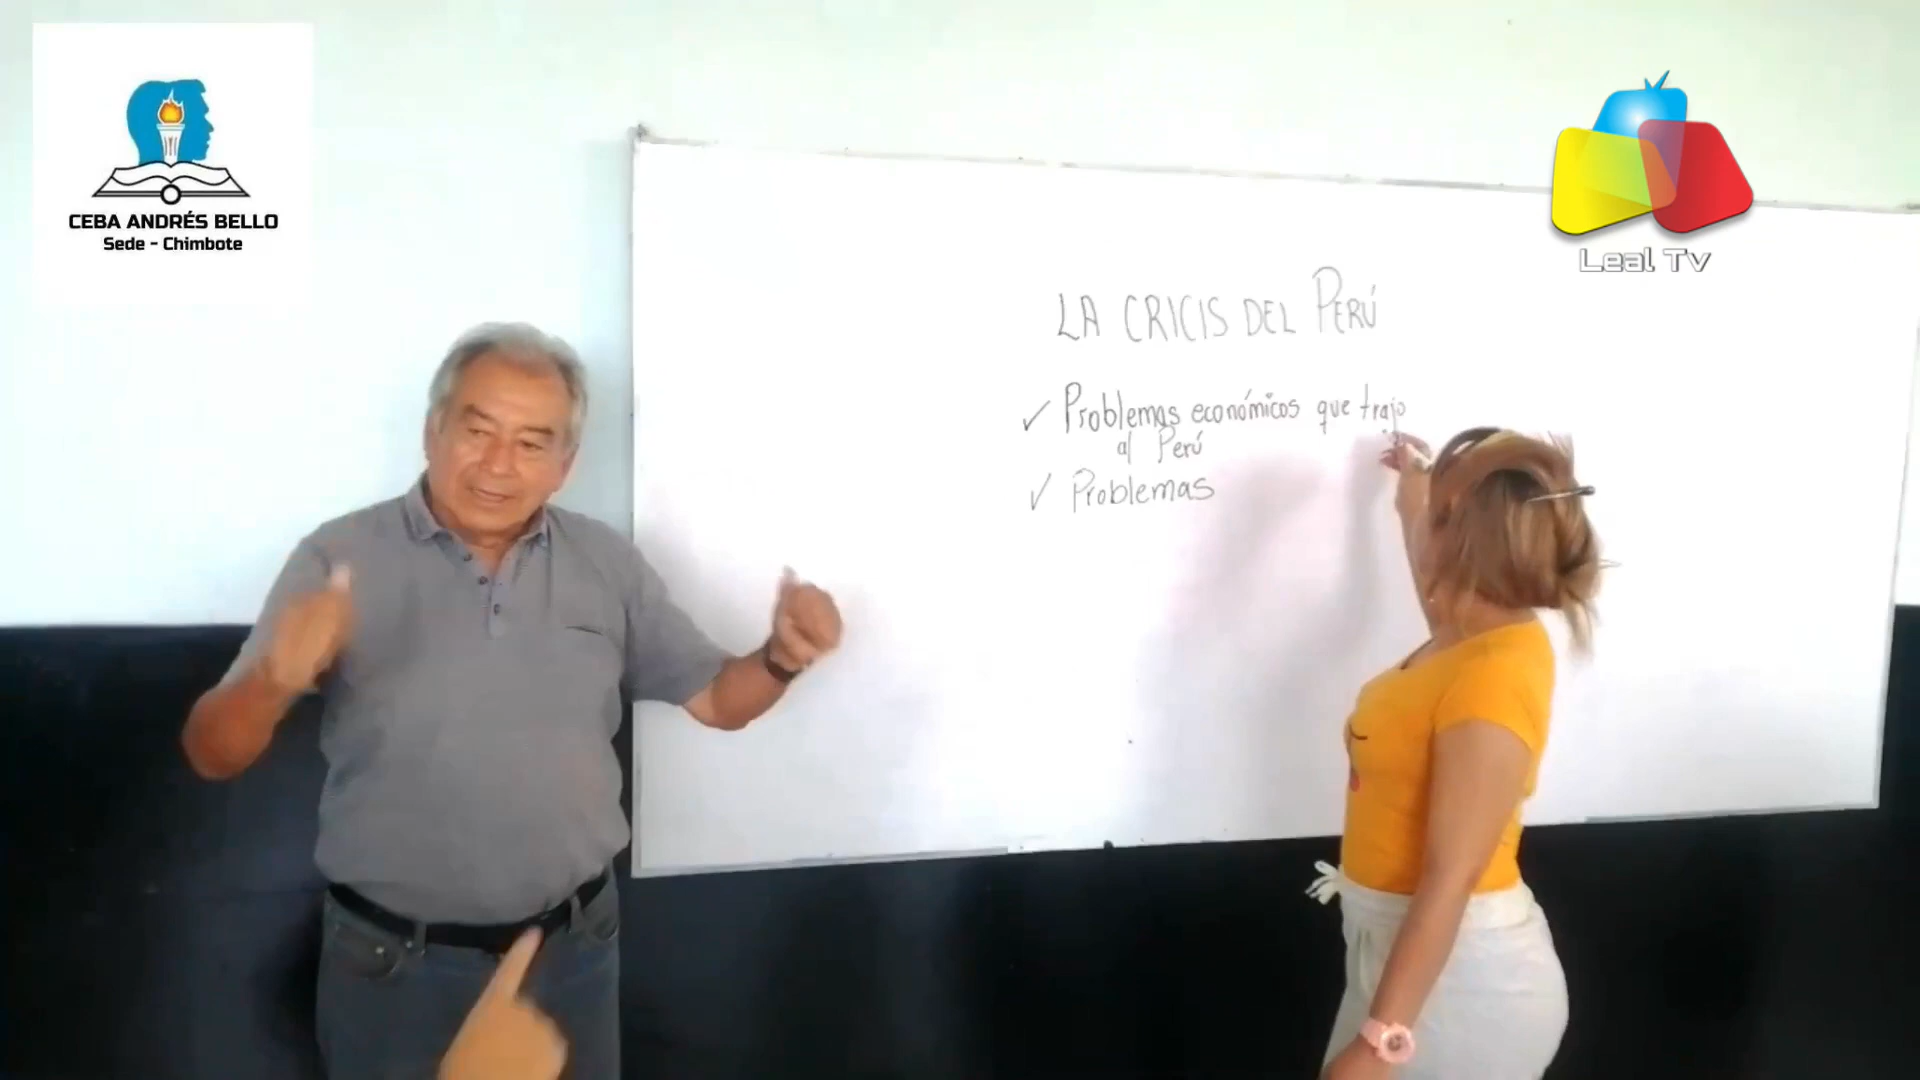 CEBA ANDRÉS BELLO
Sede - Chimbote
Leal Tv
LA CRICIS DEL PERÚ
✓ Problemas económicos que trajo
al Perú
✓ Problemas